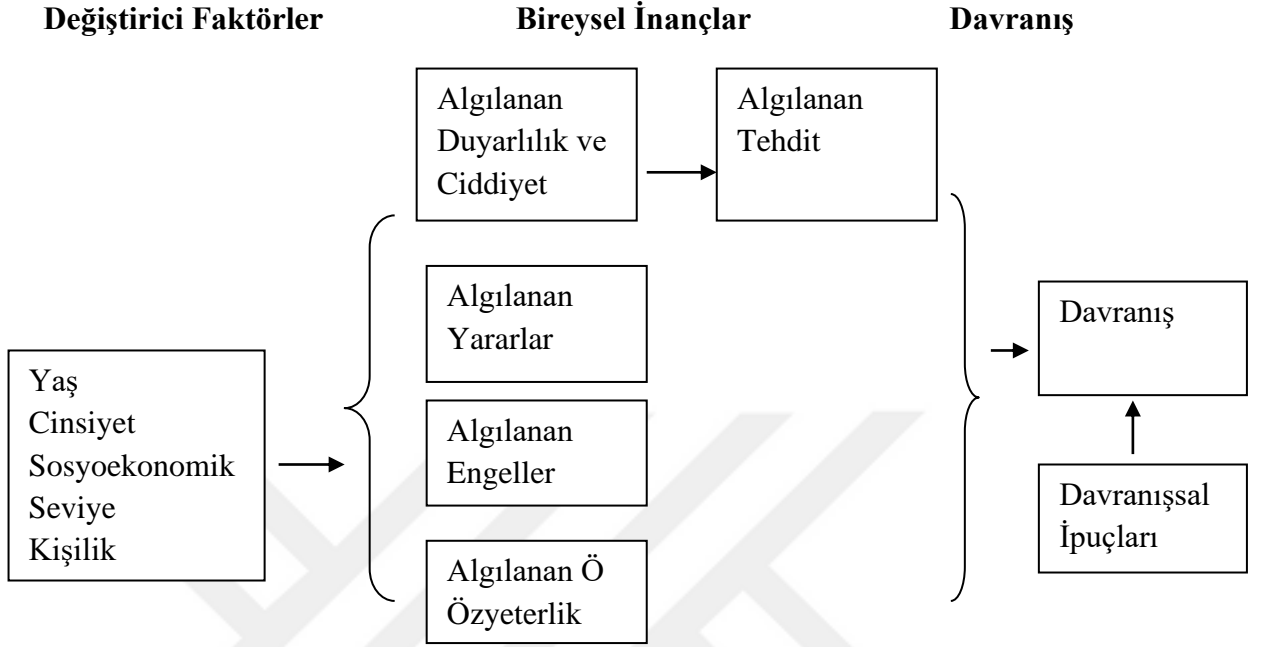 Değiştirici Faktörler
Bireysel İnançlar
Davranış
Algılanan
Duyarlılık ve
Ciddiyet
Algılanan
Tehdit
Algılanan
Yararlar
Davranış
Yaş
Cinsiyet
Sosyoekonomik
Seviye
Kişilik
Algılanan
Engeller
Davranışsal
İpuçları
Algılanan Ö
Özyeterlik